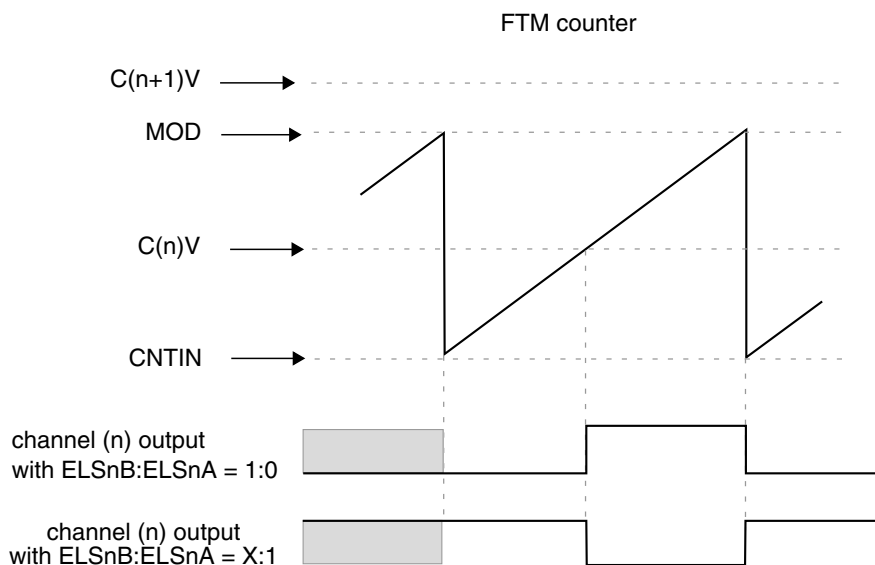 FTM counter
C(n+1)V
MOD
C(n)V
CNTIN
channel (n) output
with ELSnB:ELSnA = 1:0
channel (n) output
with ELSnB:ELSnA = X:1